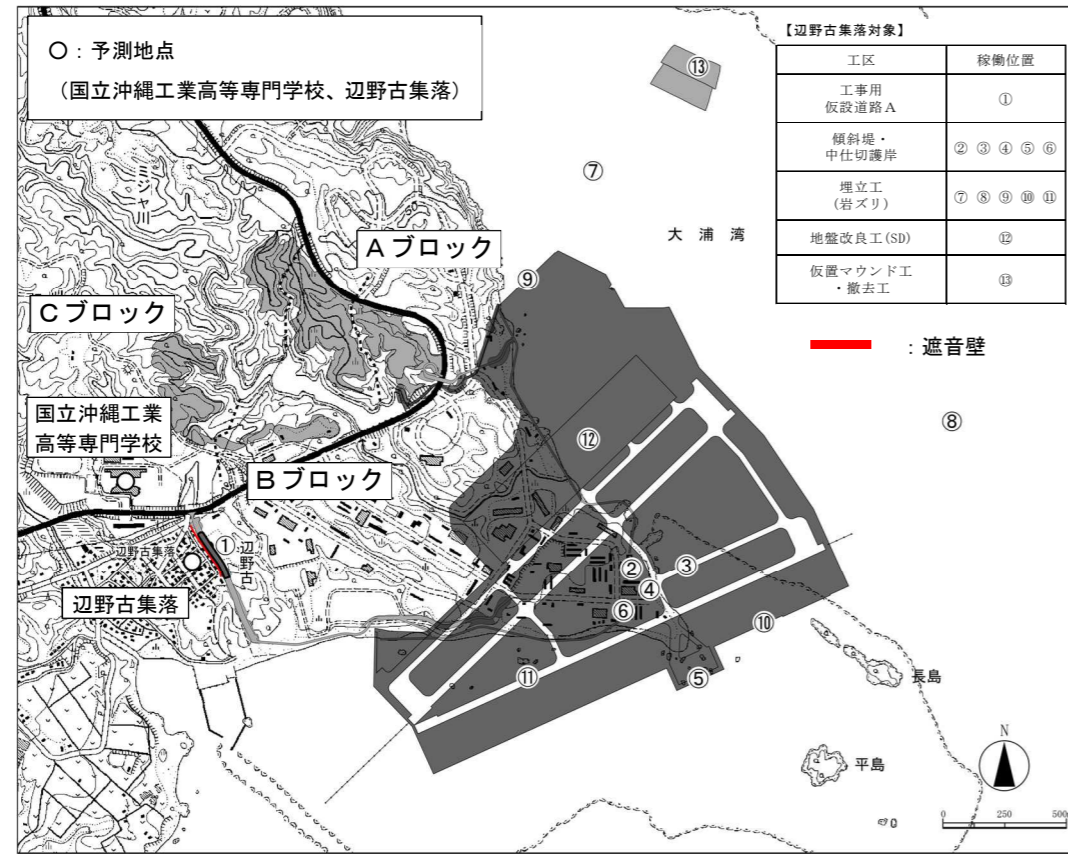 ○：予測地点
（国立沖縄工業高等専門学校、辺野古集落）
【辺野古集落対象】
工区 稼働位置
工事用
仮設道路A ①
傾斜堤・
中仕切護岸 ② ③ ④ ⑤ ⑥
埋立工
(岩ズリ) ⑦ ⑧ ⑨ ⑩ ⑪
地盤改良工(SD) ⑫
仮置マウンド工
・撤去工 ⑬
：遮音壁
⑬
⑦
大浦湾
ミジャ川
50
Aブロック
⑨
Cブロック
国立沖縄工業
高等専門学校
⑧
⑫
Bブロック
①
辺野古
辺野古集落
辺野古集落
②
③
④
⑥
⑩
⑪
⑤
長島
平島
N
0 250 500